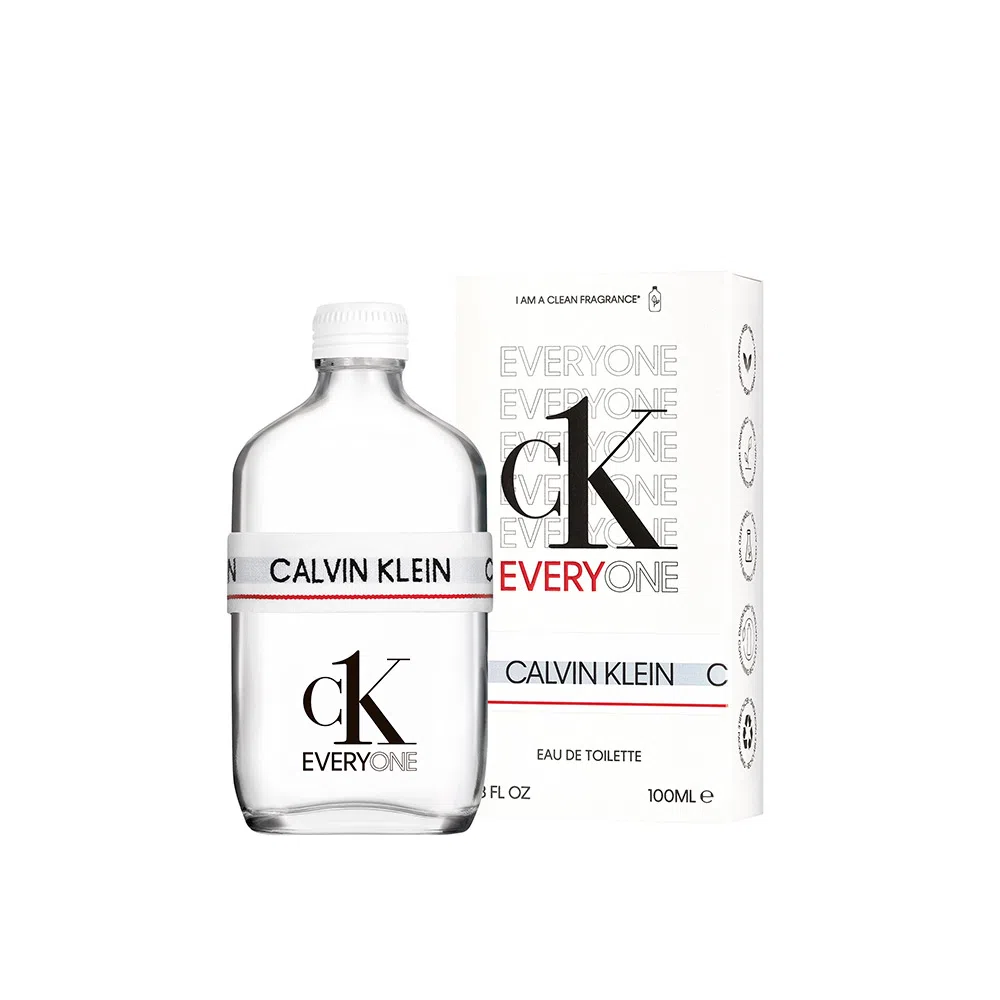 N CALVIN KLEIN C
cK
EVERYONE
I AM A CLEAN FRAGRANCE*
EVERYONE
EVERYONE
EVERYONE
EVERYONE
EVERYONE
cK
EVERYONE
CALVIN KLEIN C
EAU DE TOILETTE
FL OZ
100ML ℮